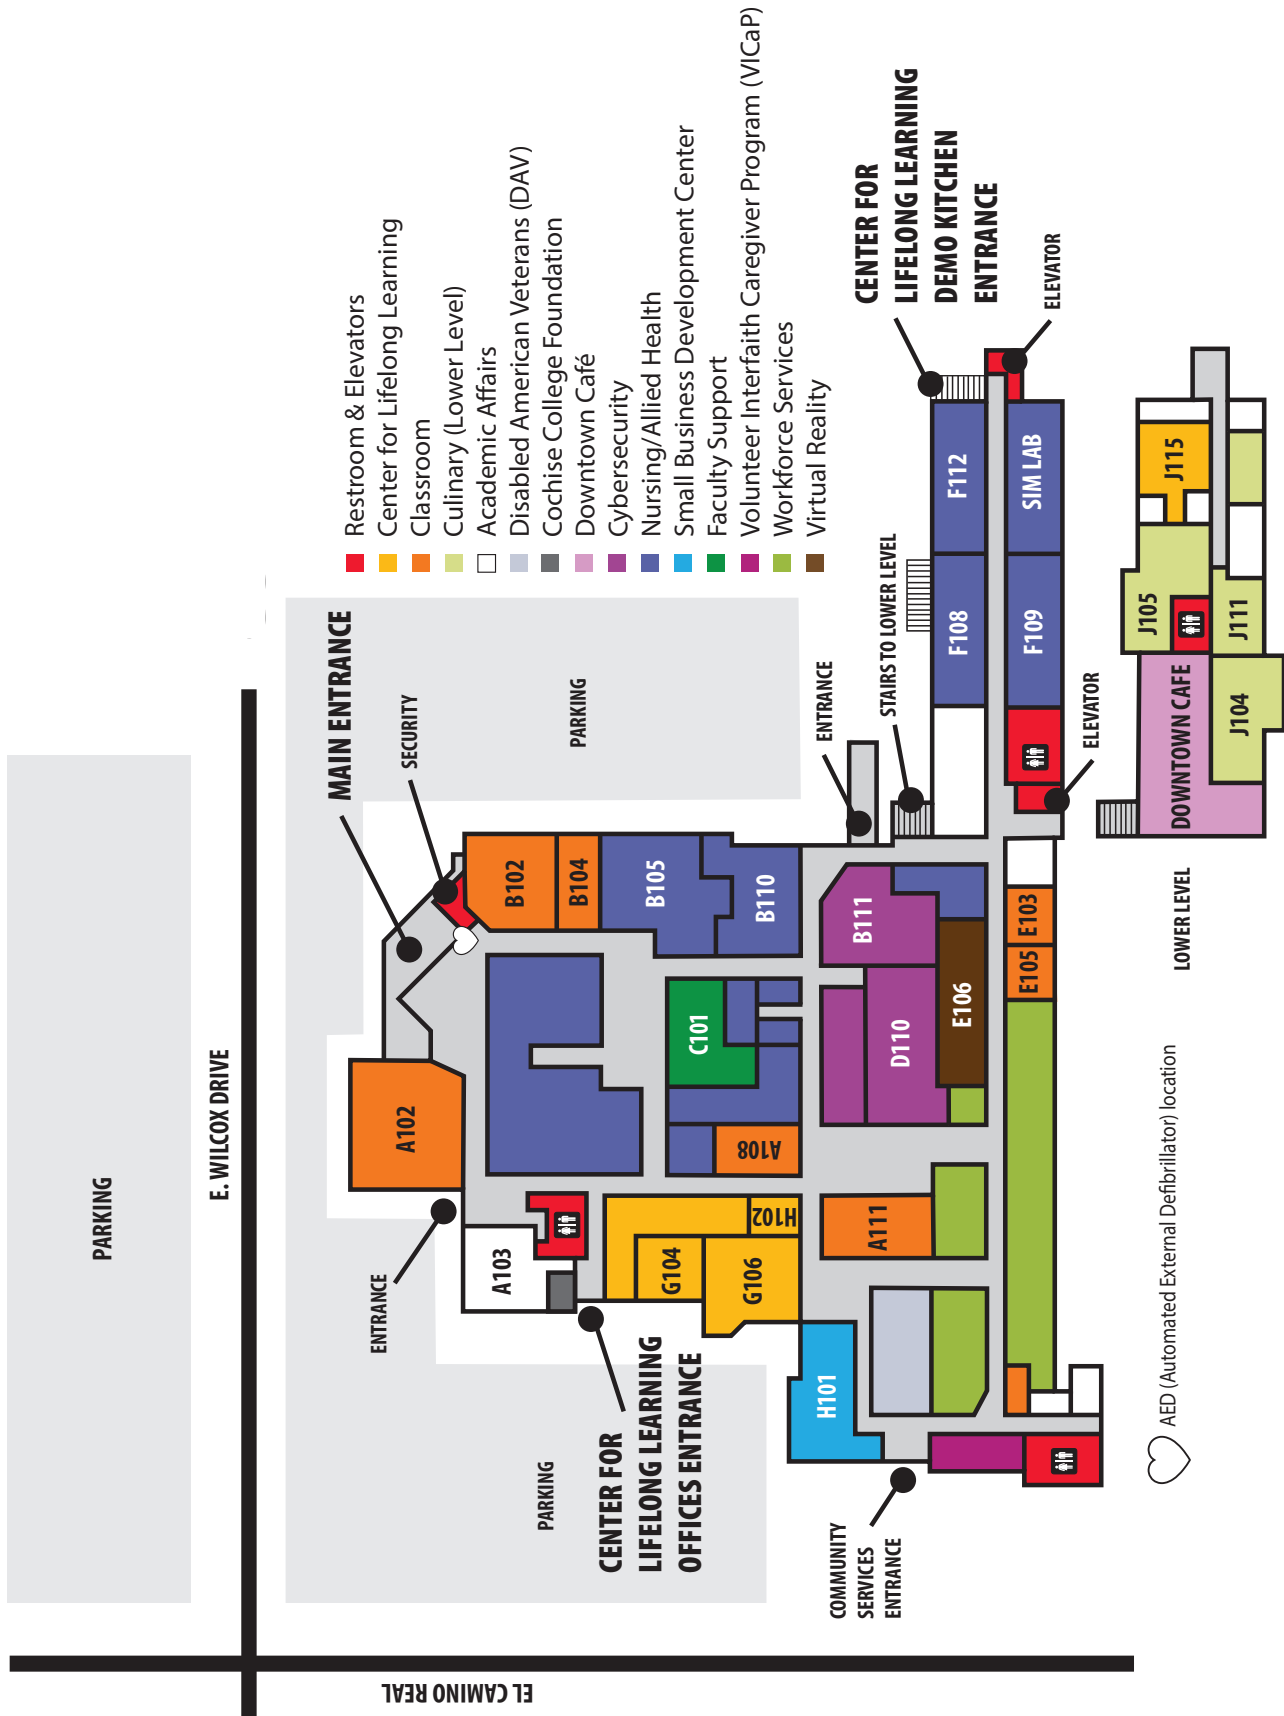 PARKING
E. WILCOX DRIVE
EL CAMINO REAL
MAIN ENTRANCE
SECURITY
PARKING
ENTRANCE
PARKING
CENTER FOR
LIFELONG LEARNING
OFFICES ENTRANCE
COMMUNITY
SERVICES
ENTRANCE
ENTRANCE
STAIRS TO LOWER LEVEL
ELEVATOR
CENTER FOR
LIFELONG LEARNING
DEMO KITCHEN
ENTRANCE
ELEVATOR
Restroom & Elevators
Center for Lifelong Learning
Classroom
Culinary (Lower Level)
Academic Affairs
Disabled American Veterans (DAV)
Cochise College Foundation
Downtown Café
Cybersecurity
Nursing/Allied Health
Small Business Development Center
Faculty Support
Volunteer Interfaith Caregiver Program (VICaP)
Workforce Services
Virtual Reality
A102
A103
B102
B104
B105
B110
B111
C101
A108
A111
D110
E106
E103
E105
G104
G106
H102
H101
F108
F112
F109
SIM LAB
LOWER LEVEL
DOWNTOWN CAFE
J105
J115
J111
J104
AED (Automated External Defibrillator) location